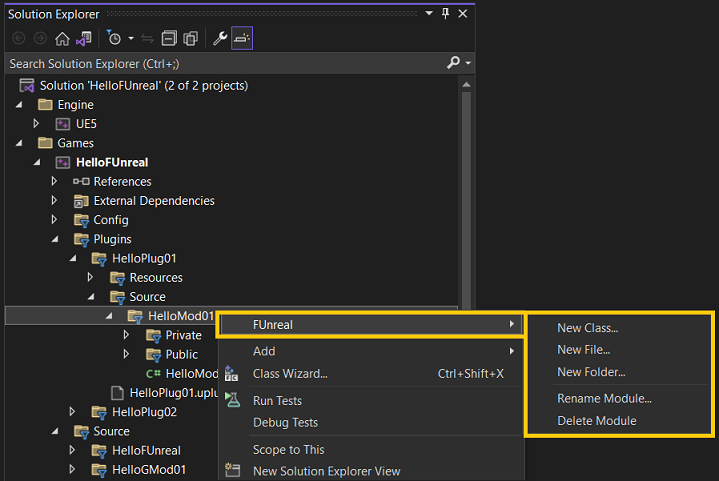 Solution Explorer
Search Solution Explorer (Ctrl+;)
Solution 'HelloFUnreal' (2 of 2 projects)
Engine
UE5
Games
HelloFUnreal
References
External Dependencies
Config
Plugins
HelloPlug01
Resources
Source
HelloMod01
Private
Public
HelloMod
HelloPlug01.uplu
HelloPlug02
Source
HelloFUnreal
HelloGMod01
FUnreal
Add
Class Wizard... Ctrl+Shift+X
Run Tests
Debug Tests
Scope to This
New Solution Explorer View
New Class...
New File...
New Folder...
Rename Module...
Delete Module